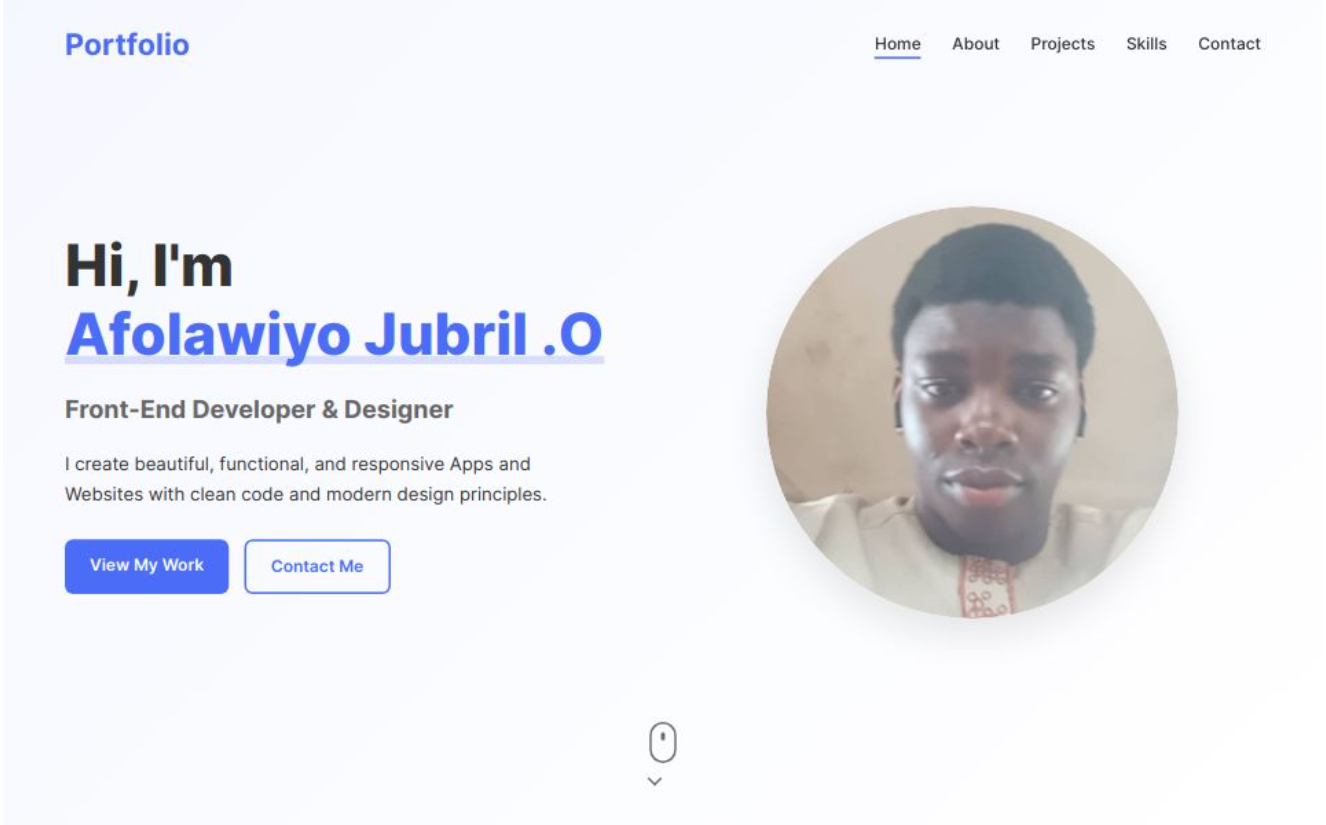 Portfolio
Home About Projects Skills Contact
Hi, I'm
Afolawiyo Jubril .O
Front-End Developer & Designer
I create beautiful, functional, and responsive Apps and
Websites with clean code and modern design principles.
View My Work
Contact Me